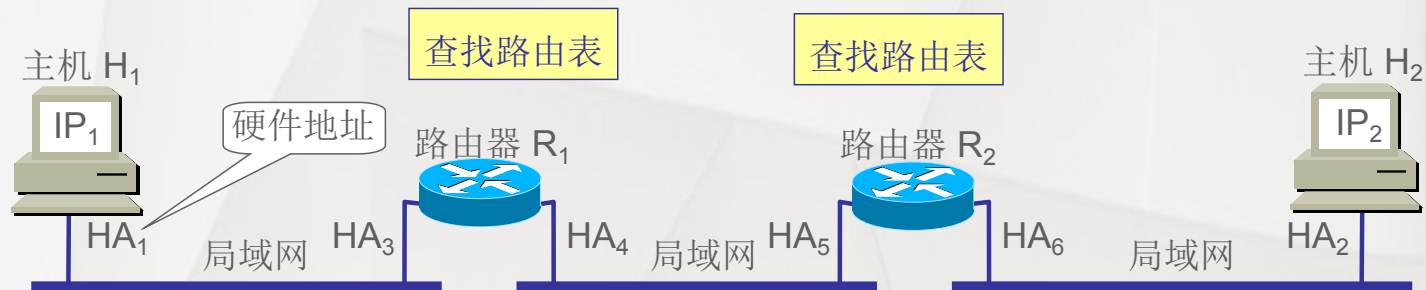 查找路由表
查找路由表
主机 H₁
主机 H₂
IP₁
硬件地址
路由器 R₁
路由器 R₂
IP₂
HA₁
局域网
HA₃
HA₄
局域网
HA₅
HA₆
局域网
HA₂